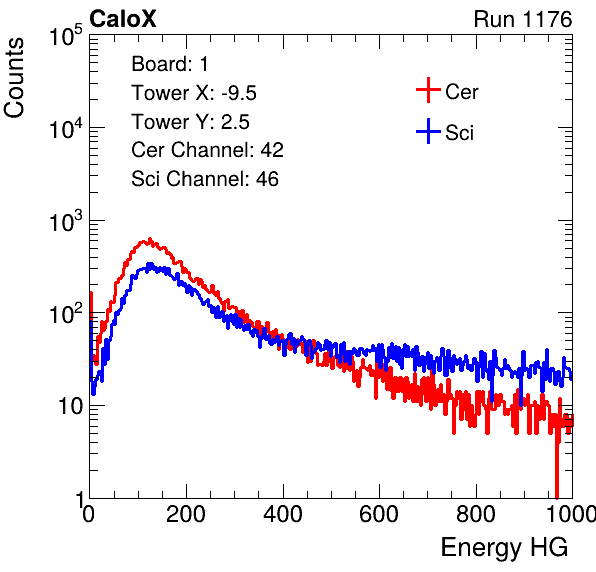 CaloX
Run 1176
Counts
10^5
10^4
10^3
10^2
10
1
Board: 1
Tower X: -9.5
Tower Y: 2.5
Cer Channel: 42
Sci Channel: 46
Cer
Sci
0 200 400 600 800 1000
Energy HG